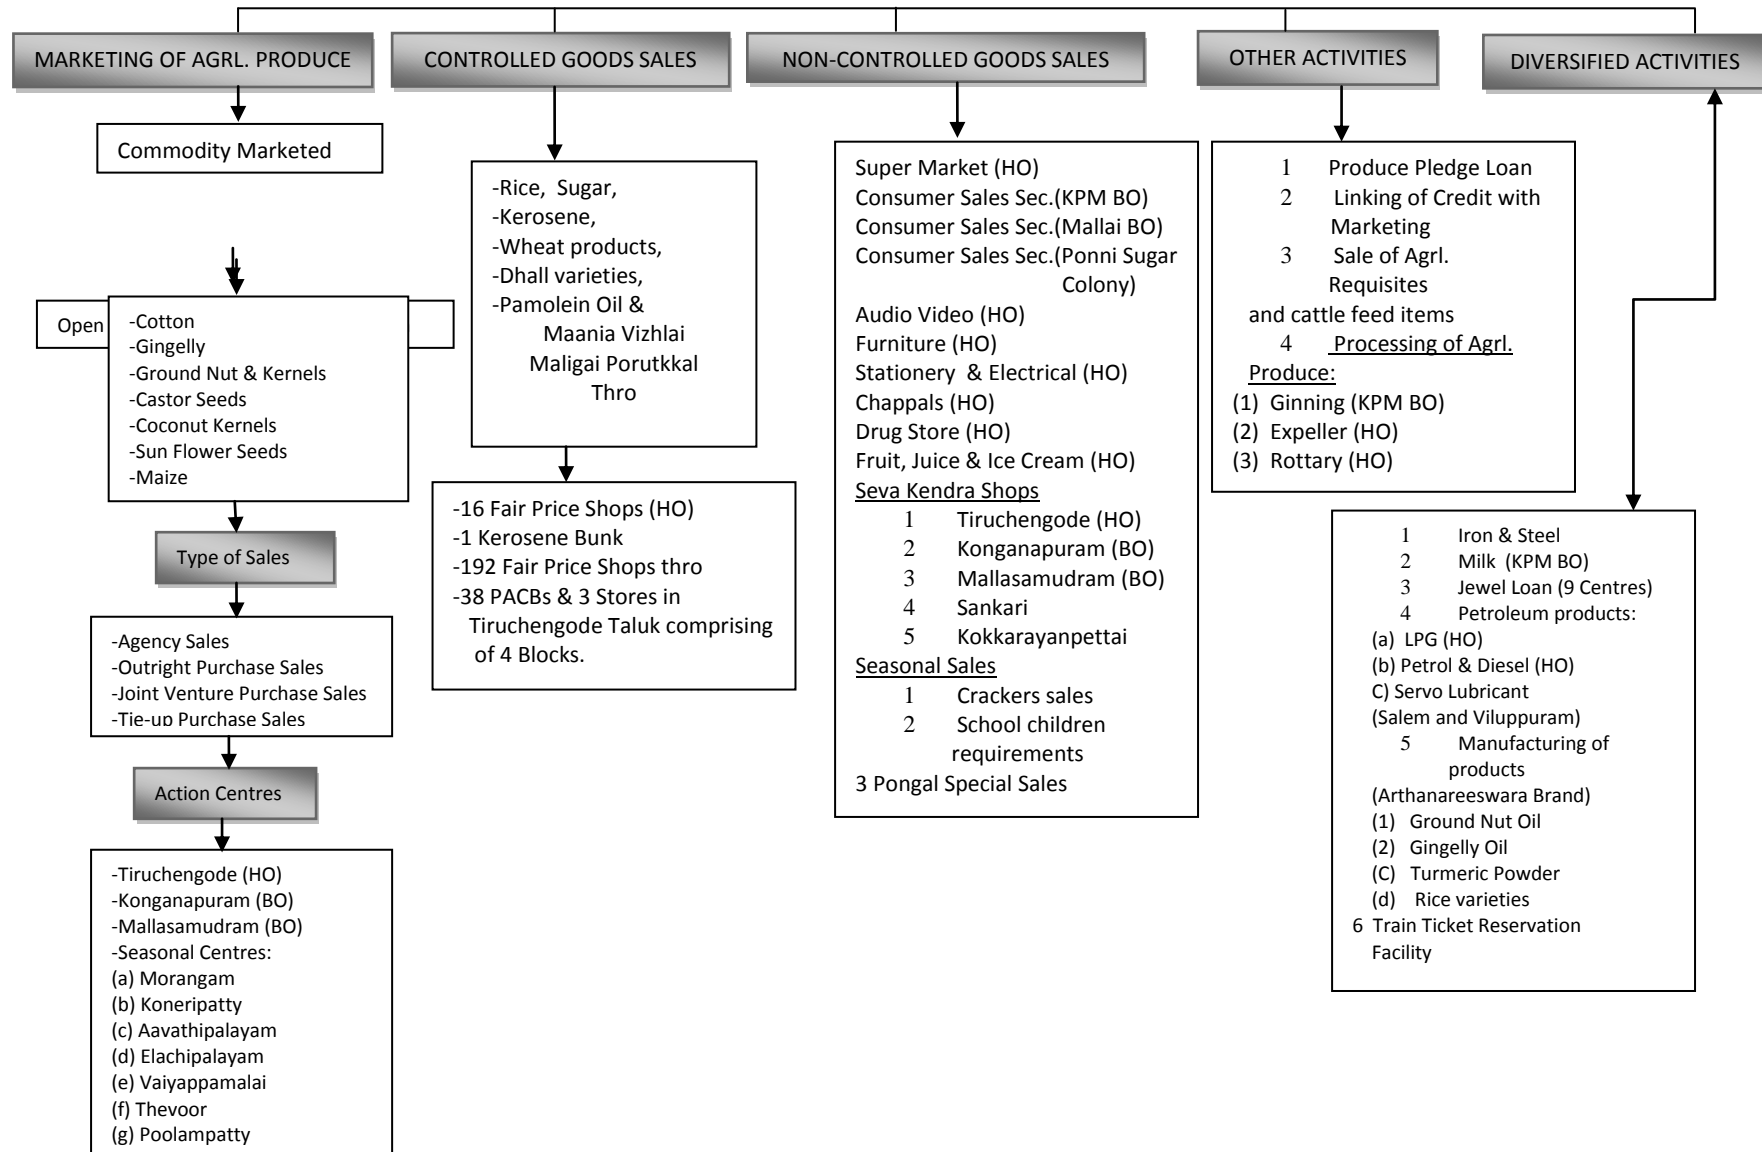 MARKETING OF AGRL. PRODUCE
Commodity Marketed
Open
-Cotton
-Gingelly
-Ground Nut & Kernels
-Castor Seeds
-Coconut Kernels
-Sun Flower Seeds
-Maize
Type of Sales
-Agency Sales
-Outright Purchase Sales
-Joint Venture Purchase Sales
-Tie-up Purchase Sales
Action Centres
-Tiruchengode (HO)
-Konganapuram (BO)
-Mallasamudram (BO)
-Seasonal Centres:
(a) Morangam
(b) Koneripatty
(c) Aavathipalayam
(d) Elachipalayam
(e) Vaiyappamalai
(f) Thevoor
(g) Poolampatty
CONTROLLED GOODS SALES
-Rice, Sugar,
-Kerosene,
-Wheat products,
-Dhall varieties,
-Pamolein Oil &
Maania Vizhlai
Maligai Porutkkal
Thro
-16 Fair Price Shops (HO)
-1 Kerosene Bunk
-192 Fair Price Shops thro
-38 PACBs & 3 Stores in
Tiruchengode Taluk comprising
of 4 Blocks.
NON-CONTROLLED GOODS SALES
Super Market (HO)
Consumer Sales Sec.(KPM BO)
Consumer Sales Sec.(Mallai BO)
Consumer Sales Sec.(Ponni Sugar
Colony)
Audio Video (HO)
Furniture (HO)
Stationery & Electrical (HO)
Chappals (HO)
Drug Store (HO)
Fruit, Juice & Ice Cream (HO)
Seva Kendra Shops
1 Tiruchengode (HO)
2 Konganapuram (BO)
3 Mallasamudram (BO)
4 Sankari
5 Kokkarayanpettai
Seasonal Sales
1 Crackers sales
2 School children
requirements
3 Pongal Special Sales
OTHER ACTIVITIES
1 Produce Pledge Loan
2 Linking of Credit with
Marketing
3 Sale of Agrl.
Requisites
and cattle feed items
4 Processing of Agrl.
Produce:
(1) Ginning (KPM BO)
(2) Expeller (HO)
(3) Rottary (HO)
DIVERSIFIED ACTIVITIES
1 Iron & Steel
2 Milk (KPM BO)
3 Jewel Loan (9 Centres)
4 Petroleum products:
(a) LPG (HO)
(b) Petrol & Diesel (HO)
C) Servo Lubricant
(Salem and Viluppuram)
5 Manufacturing of
products
(Arthanareeswara Brand)
(1) Ground Nut Oil
(2) Gingelly Oil
(C) Turmeric Powder
(d) Rice varieties
6 Train Ticket Reservation
Facility